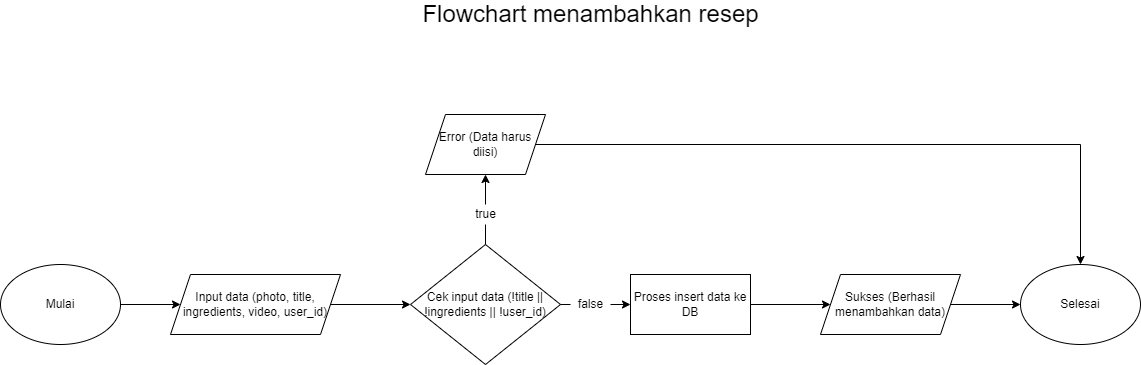 Flowchart menambahkan resep
Error (Data harus
diisi)
true
Mulai
Input data (photo, title,
ingredients, video, user_id)
Cek input data (!title ||
!ingredients || !user_id)
false
Proses insert data ke
DB
Sukses (Berhasil
menambahkan data)
Selesai